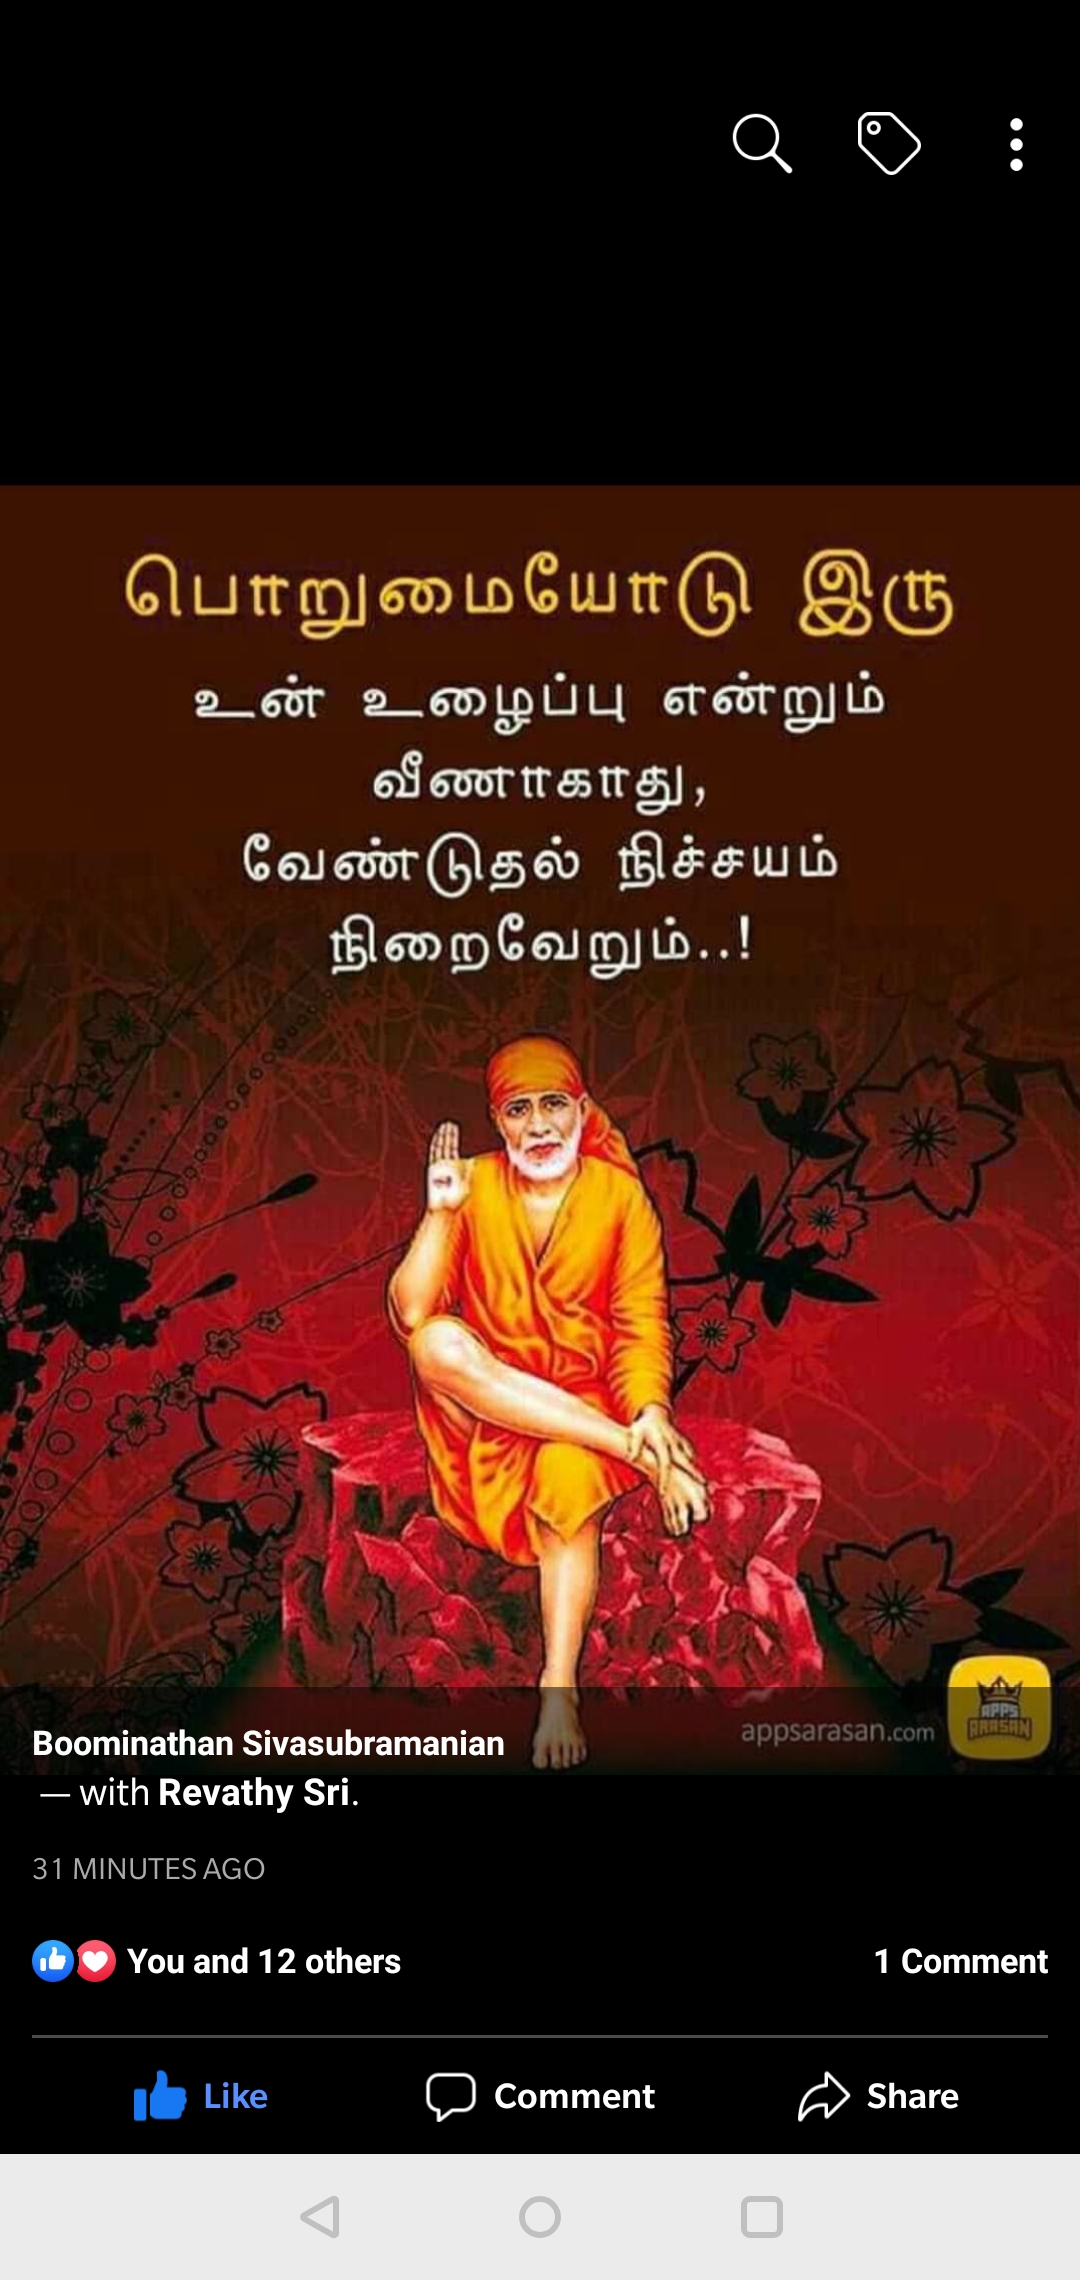 பொறுமையோடு இரு
உன் உழைப்பு என்றும்
வீணாகாது,
வேண்டுதல் நிச்சயம்
நிறைவேறும்..!
appsarasan.com
APPS
ARASAN
Boominathan Sivasubramanian
— with Revathy Sri.
31 MINUTES AGO
You and 12 others 1 Comment
Like Comment Share